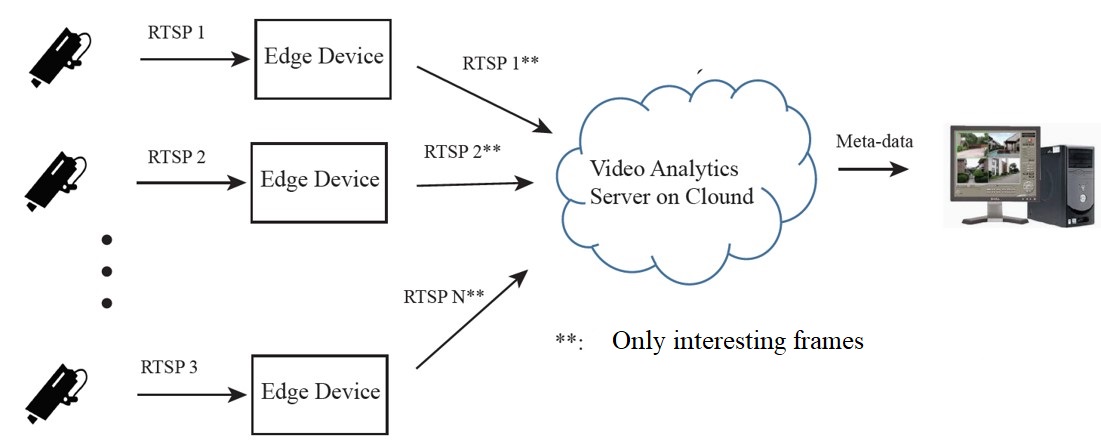 RTSP 1
Edge Device
RTSP 1**
RTSP 2
Edge Device
RTSP 2**
Video Analytics
Server on Clound
Meta-data
RTSP N**
**: Only interesting frames
RTSP 3
Edge Device